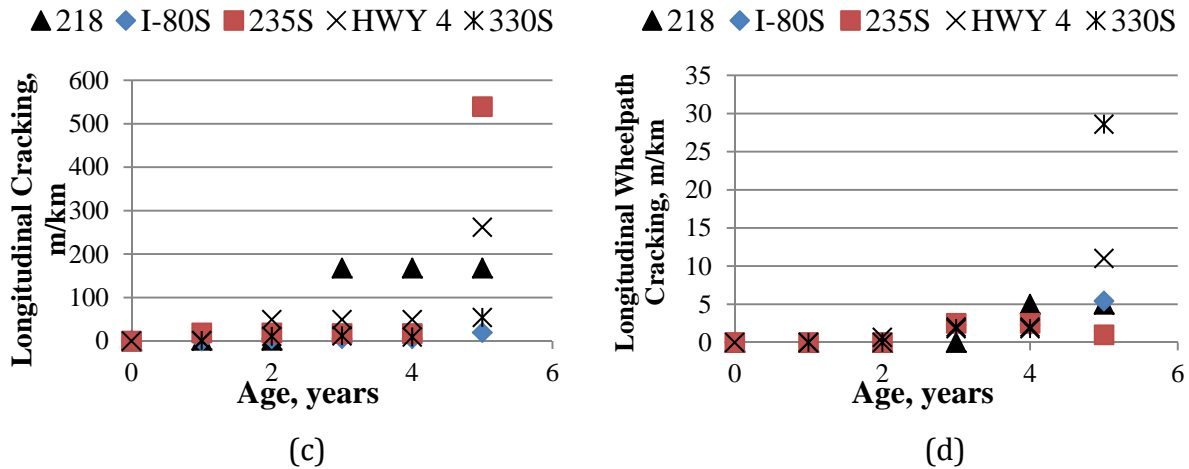 218 I-80S 235S HWY 4 330S
Longitudinal Cracking,
m/km
600
500
400
300
200
100
0
0 2 4 6
Age, years
(c)
218 I-80S 235S HWY 4 330S
Longitudinal Wheelpath
Cracking, m/km
35
30
25
20
15
10
5
0
0 2 4 6
Age, years
(d)